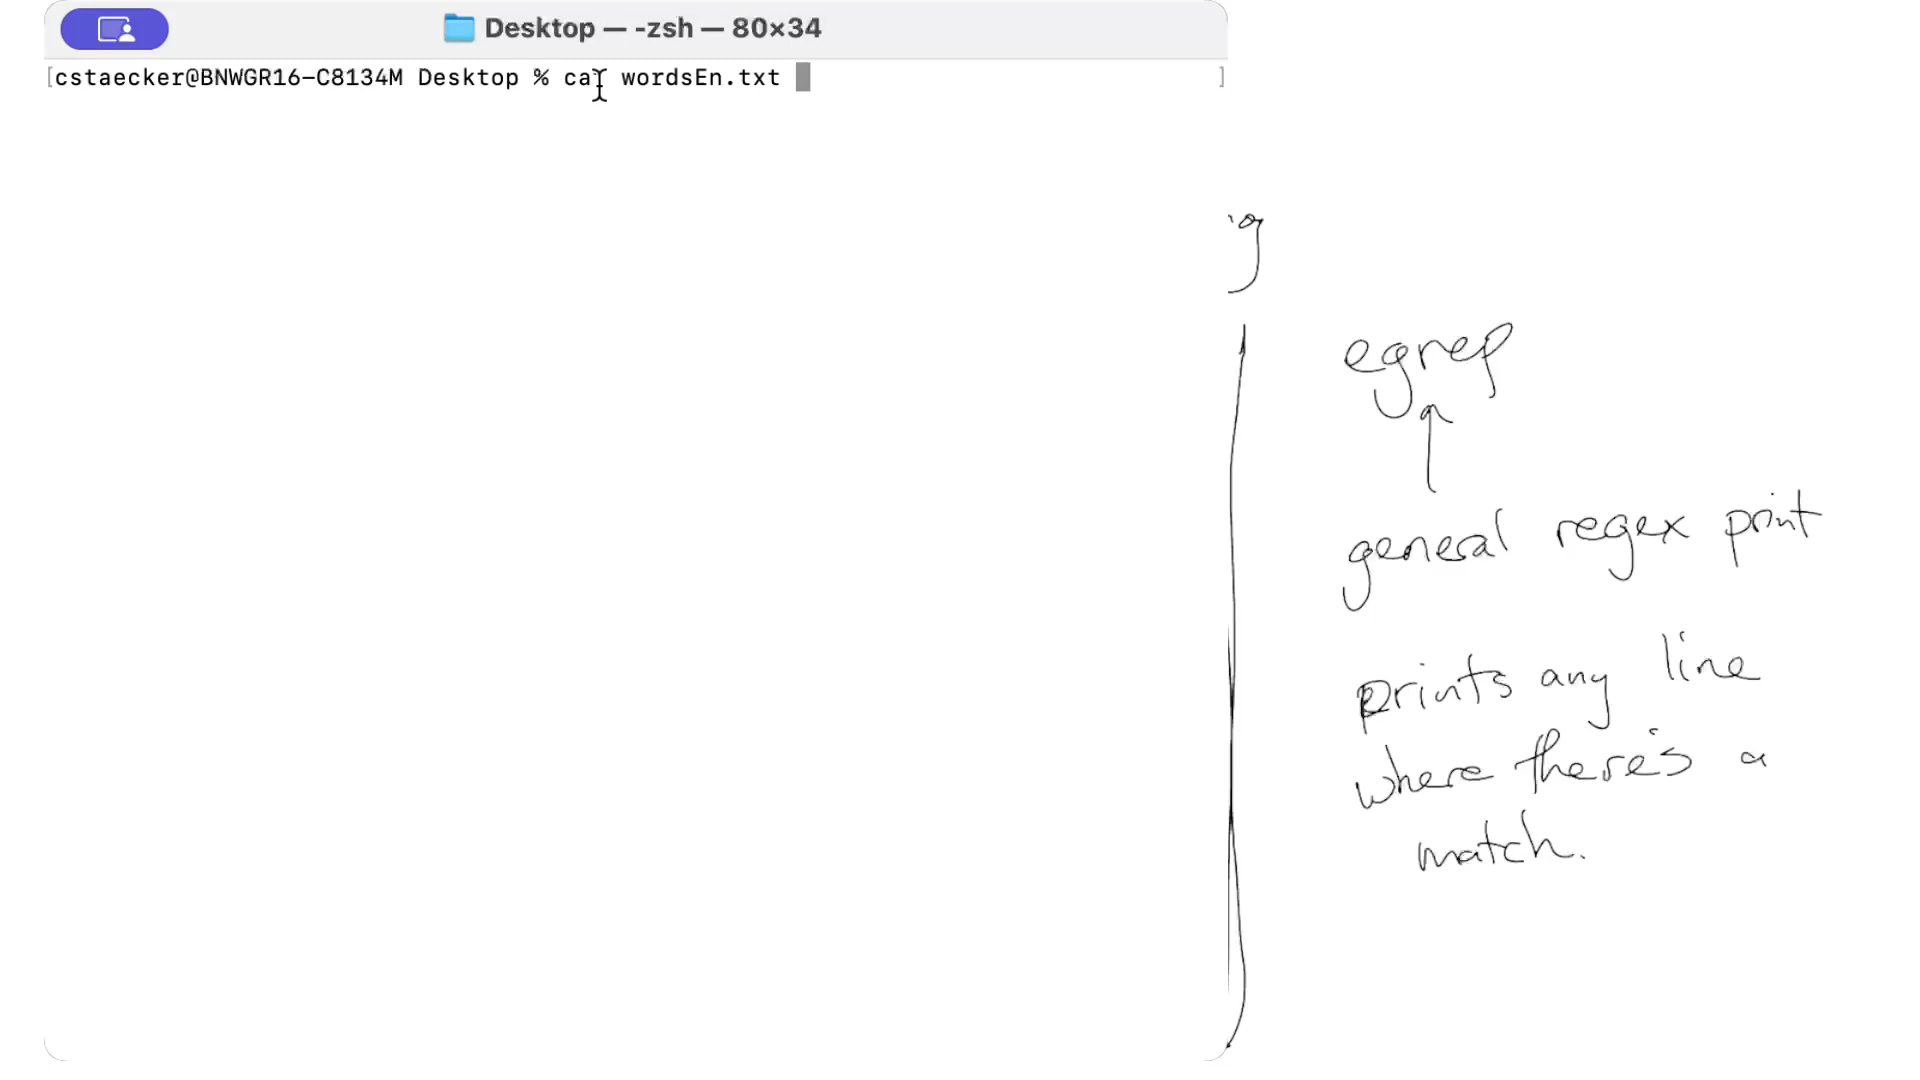 Desktop — -zsh — 80×34
[cstaecker@BNWGR16-C8134M Desktop % cat wordsEn.txt ]
egrep
general regex print
prints any line
where there's a
match.